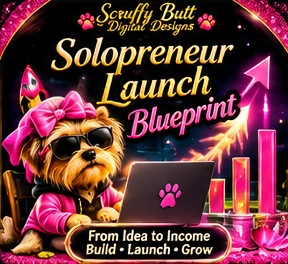 Scruffy Butt
Digital Designs
Solopreneur
Launch
Blueprint
From Idea to Income
Build • Launch • Grow